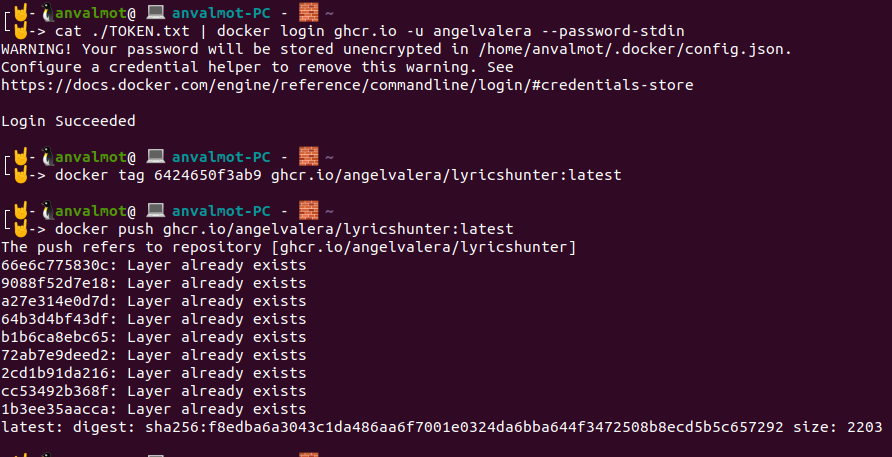 ┌🤘-🐧anvalmot@ 💻 anvalmot-PC - 🧱 ~
└🤘-> cat ./TOKEN.txt | docker login ghcr.io -u angelvalera --password-stdin
WARNING! Your password will be stored unencrypted in /home/anvalmot/.docker/config.json.
Configure a credential helper to remove this warning. See
https://docs.docker.com/engine/reference/commandline/login/#credentials-store
Login Succeeded
┌🤘-🐧anvalmot@ 💻 anvalmot-PC - 🧱 ~
└🤘-> docker tag 6424650f3ab9 ghcr.io/angelvalera/lyricshunter:latest
┌🤘-🐧anvalmot@ 💻 anvalmot-PC - 🧱 ~
└🤘-> docker push ghcr.io/angelvalera/lyricshunter:latest
The push refers to repository [ghcr.io/angelvalera/lyricshunter]
66e6c775830c: Layer already exists
9088f52d7e18: Layer already exists
a27e314e0d7d: Layer already exists
64b3d4bf43df: Layer already exists
b1b6ca8ebc65: Layer already exists
72ab7e9deed2: Layer already exists
2cd1b91da216: Layer already exists
cc53492b368f: Layer already exists
1b3ee35aacca: Layer already exists
latest: digest: sha256:f8edba6a3043c1da486aa6f7001e0324da6bba644f3472508b8ecd5b5c657292 size: 2203
┌🤘-🐧anvalmot@ 💻 anvalmot-PC - 🧱 ~